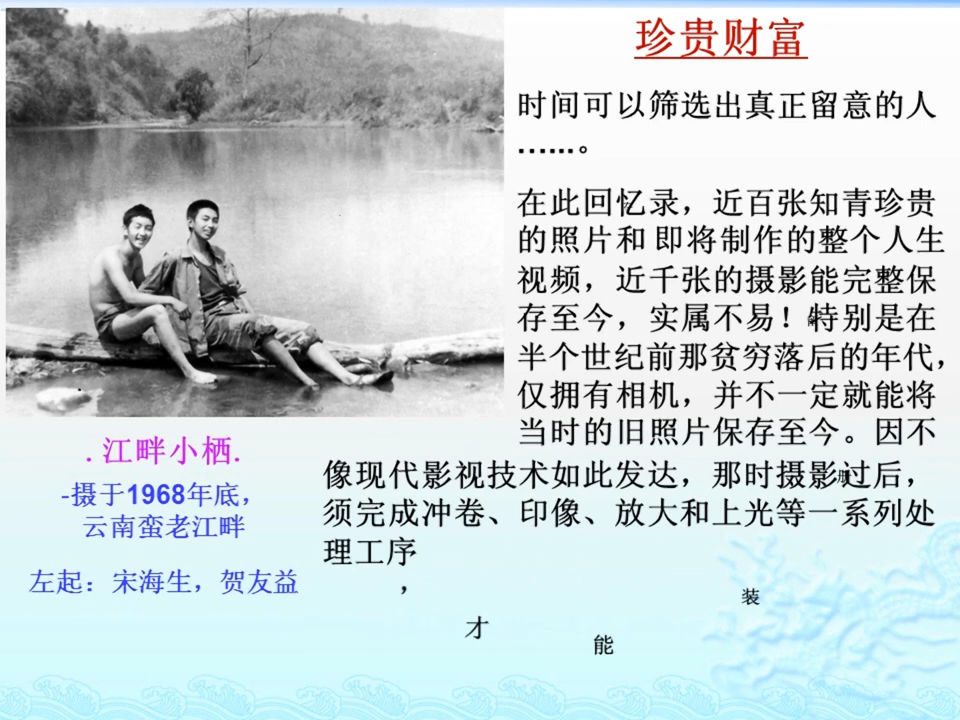 珍贵财富
时间可以筛选出真正留意的人
…...。
在此回忆录，近百张知青珍贵
的照片和 即将制作的整个人生
视频，近千张的摄影能完整保
存至今，实属不易！特别是在
半个世纪前那贫穷落后的年代，
仅拥有相机，并不一定就能将
当时的旧照片保存至今。因不
像现代影视技术如此发达，那时摄影过后，
须完成冲卷、印像、放大和上光等一系列处
理工序
，
才
能
装
.江畔小栖.
-摄于1968年底，
云南蛮老江畔
左起：宋海生，贺友益